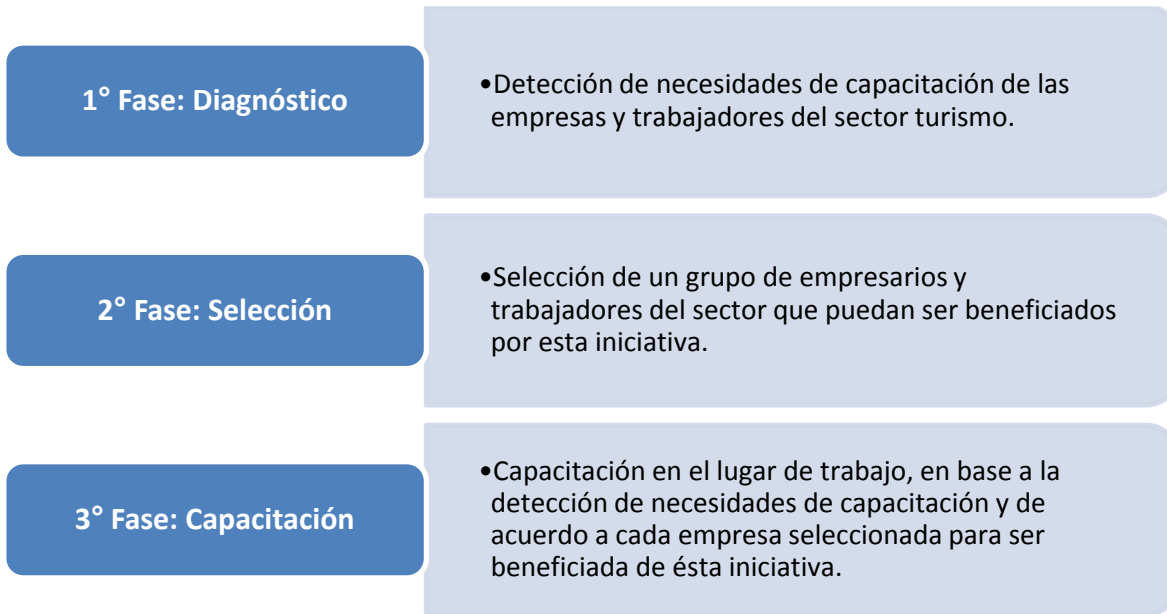 1° Fase: Diagnóstico
•Detección de necesidades de capacitación de las
empresas y trabajadores del sector turismo.
2° Fase: Selección
•Selección de un grupo de empresarios y
trabajadores del sector que puedan ser beneficiados
por esta iniciativa.
3° Fase: Capacitación
•Capacitación en el lugar de trabajo, en base a la
detección de necesidades de capacitación y de
acuerdo a cada empresa seleccionada para ser
beneficiada de ésta iniciativa.